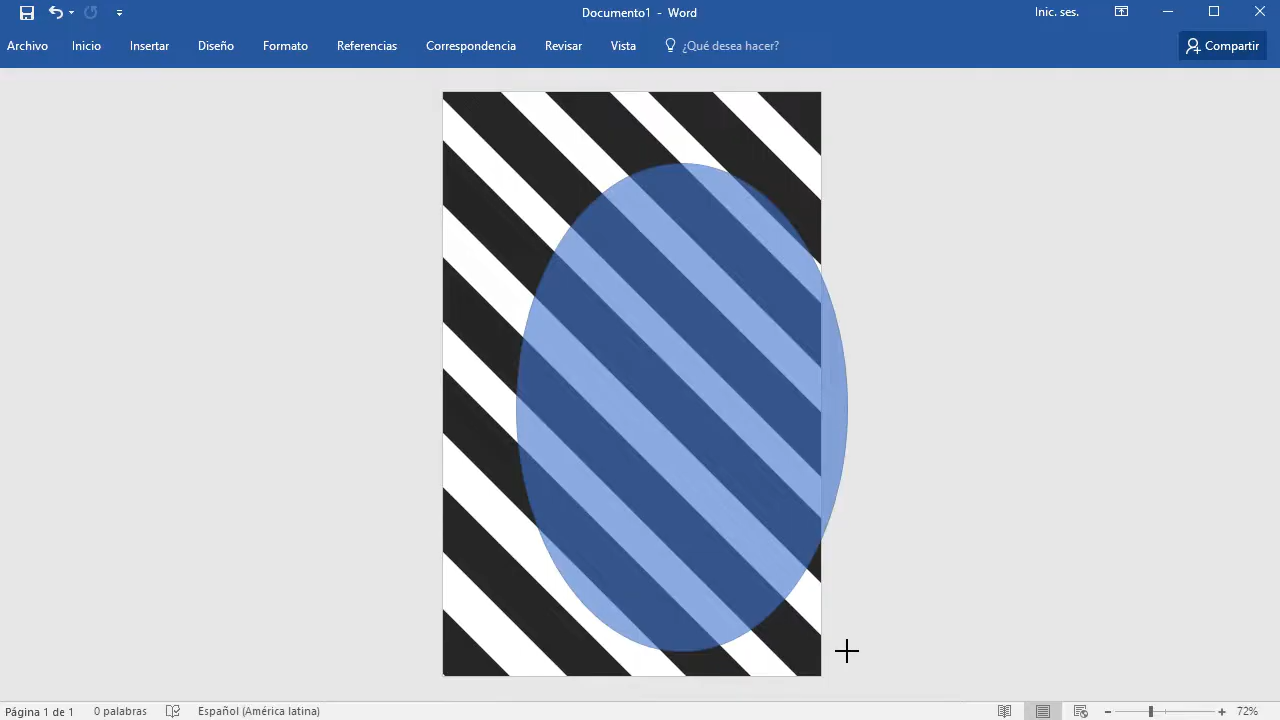 Documento1 - Word
Inic. ses.
Archivo Inicio Insertar Diseño Formato Referencias Correspondencia Revisar Vista ¿Qué desea hacer? Compartir
Página 1 de 1 0 palabras Español (América latina) 72%